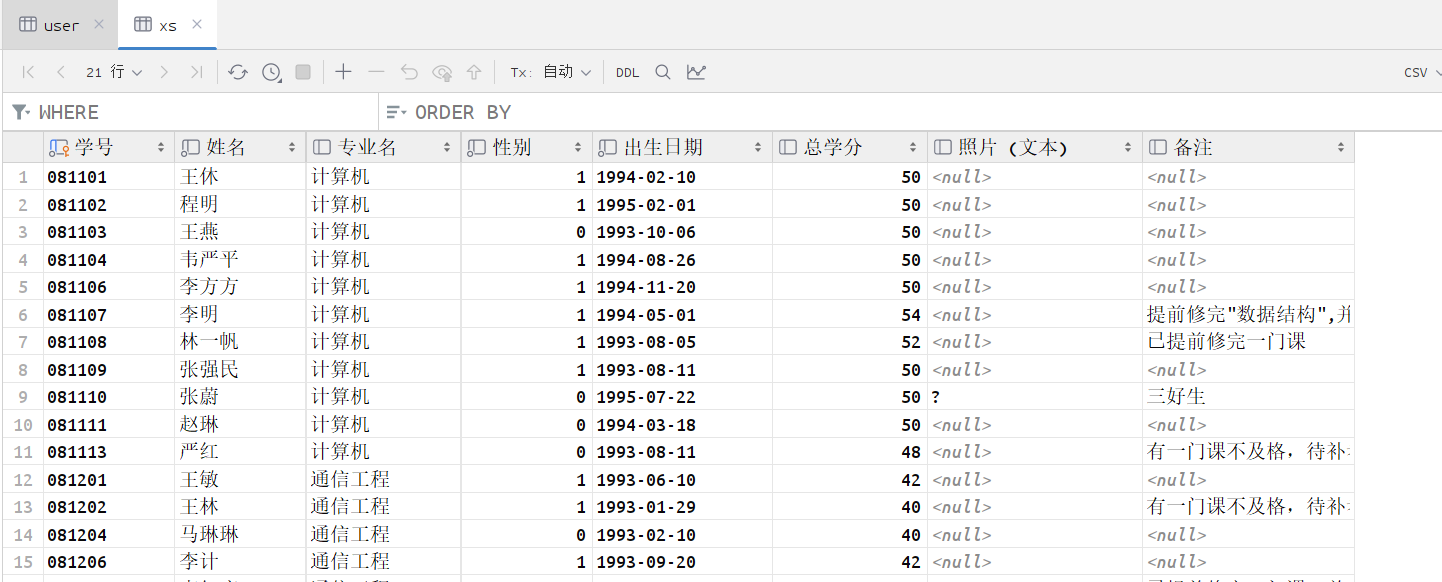 user
xs
21 行
Tx: 自动
DDL
CSV
WHERE
ORDER BY
学号 姓名 专业名 性别 出生日期 总学分 照片 (文本) 备注
1 081101 王休 计算机 1 1994-02-10 50 <null> <null>
2 081102 程明 计算机 1 1995-02-01 50 <null> <null>
3 081103 王燕 计算机 0 1993-10-06 50 <null> <null>
4 081104 韦严平 计算机 1 1994-08-26 50 <null> <null>
5 081106 李方方 计算机 1 1994-11-20 50 <null> <null>
6 081107 李明 计算机 1 1994-05-01 54 <null> 提前修完"数据结构",并
7 081108 林一帆 计算机 1 1993-08-05 52 <null> 已提前修完一门课
8 081109 张强民 计算机 1 1993-08-11 50 <null> <null>
9 081110 张蔚 计算机 0 1995-07-22 50 ? 三好生
10 081111 赵琳 计算机 0 1994-03-18 50 <null> <null>
11 081113 严红 计算机 0 1993-08-11 48 <null> 有一门课不及格, 待补
12 081201 王敏 通信工程 1 1993-06-10 42 <null> <null>
13 081202 王林 通信工程 1 1993-01-29 40 <null> 有一门课不及格, 待补
14 081204 马琳琳 通信工程 0 1993-02-10 40 <null> <null>
15 081206 李计 通信工程 1 1993-09-20 42 <null> <null>